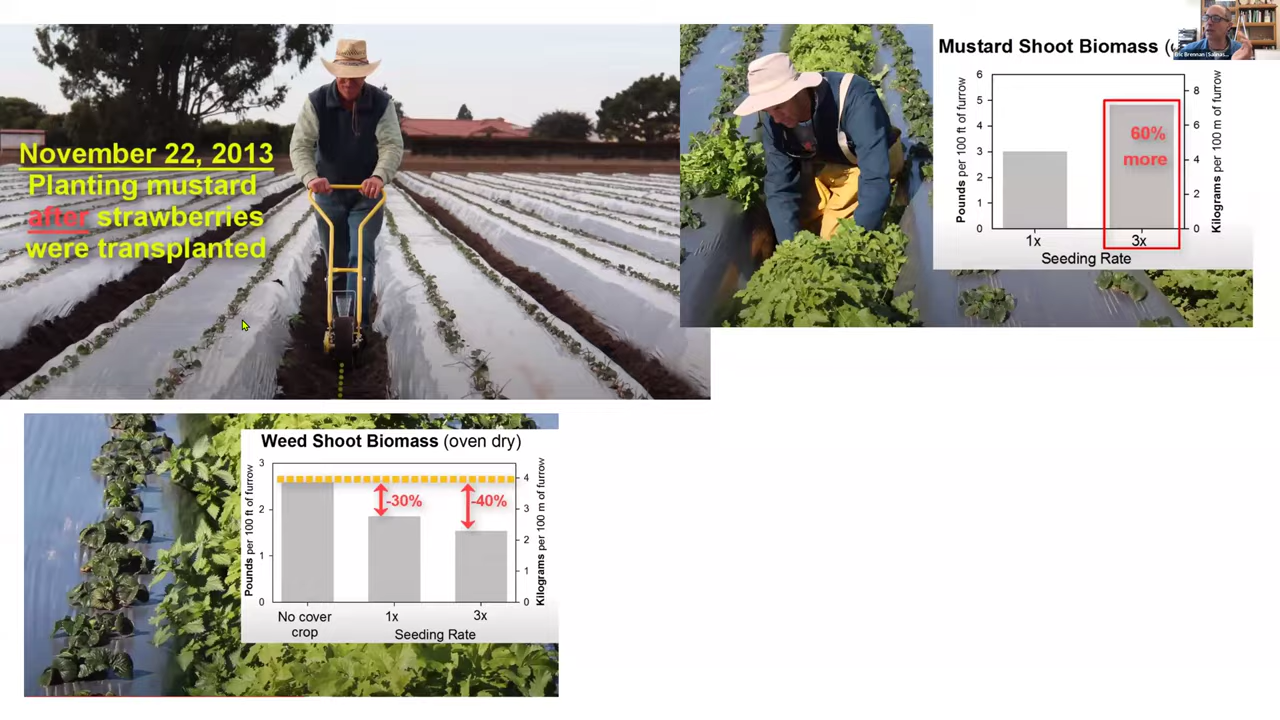 November 22, 2013
Planting mustard
after strawberries
were transplanted
Mustard Shoot Biomass
Pounds per 100 ft of furrow
6
5
4
3
2
1
0
60%
more
8
6
4
2
0
Kilograms per 100 m of furrow
1x
3x
Seeding Rate
Eric Brennan
Weed Shoot Biomass (oven dry)
Pounds per 100 ft of furrow
3
2
1
0
-30%
-40%
4
3
2
1
0
Kilograms per 100 m of furrow
No cover
crop
1x
3x
Seeding Rate